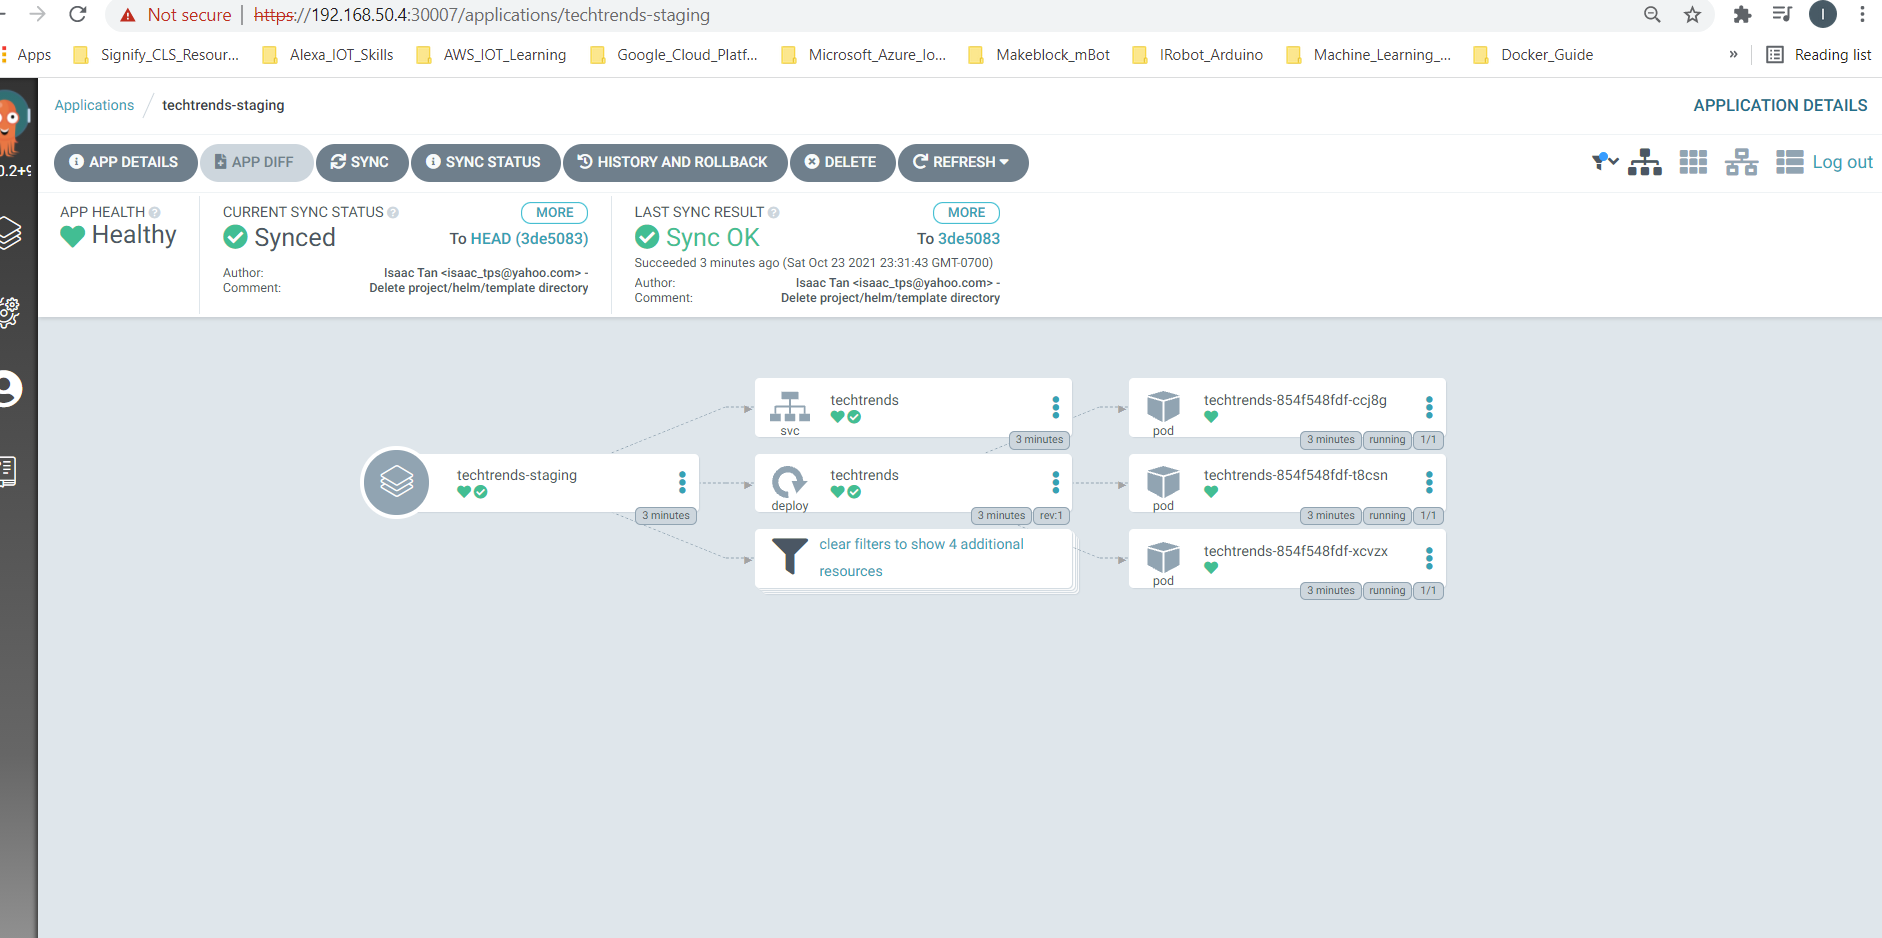 Not secure | https://192.168.50.4:30007/applications/techtrends-staging
Apps Signify_CLS_Resour... Alexa_IOT_Skills AWS_IOT_Learning Google_Cloud_Platf... Microsoft_Azure_Io... Makeblock_mBot IRobot_Arduino Machine_Learning_... Docker_Guide » Reading list
Applications / techtrends-staging APPLICATION DETAILS
0.2+9
APP DETAILS APP DIFF SYNC SYNC STATUS HISTORY AND ROLLBACK DELETE REFRESH Log out
APP HEALTH
Healthy
CURRENT SYNC STATUS MORE
Synced To HEAD (3de5083)
Author: Isaac Tan <isaac_tps@yahoo.com> -
Comment: Delete project/helm/template directory
LAST SYNC RESULT MORE
Sync OK To 3de5083
Succeeded 3 minutes ago (Sat Oct 23 2021 23:31:43 GMT-0700)
Author: Isaac Tan <isaac_tps@yahoo.com> -
Comment: Delete project/helm/template directory
techtrends-staging
3 minutes
techtrends
svc
3 minutes
techtrends
deploy
3 minutes rev:1
clear filters to show 4 additional
resources
techtrends-854f548fdf-ccj8g
pod
3 minutes running 1/1
techtrends-854f548fdf-t8csn
pod
3 minutes running 1/1
techtrends-854f548fdf-xcvzx
pod
3 minutes running 1/1